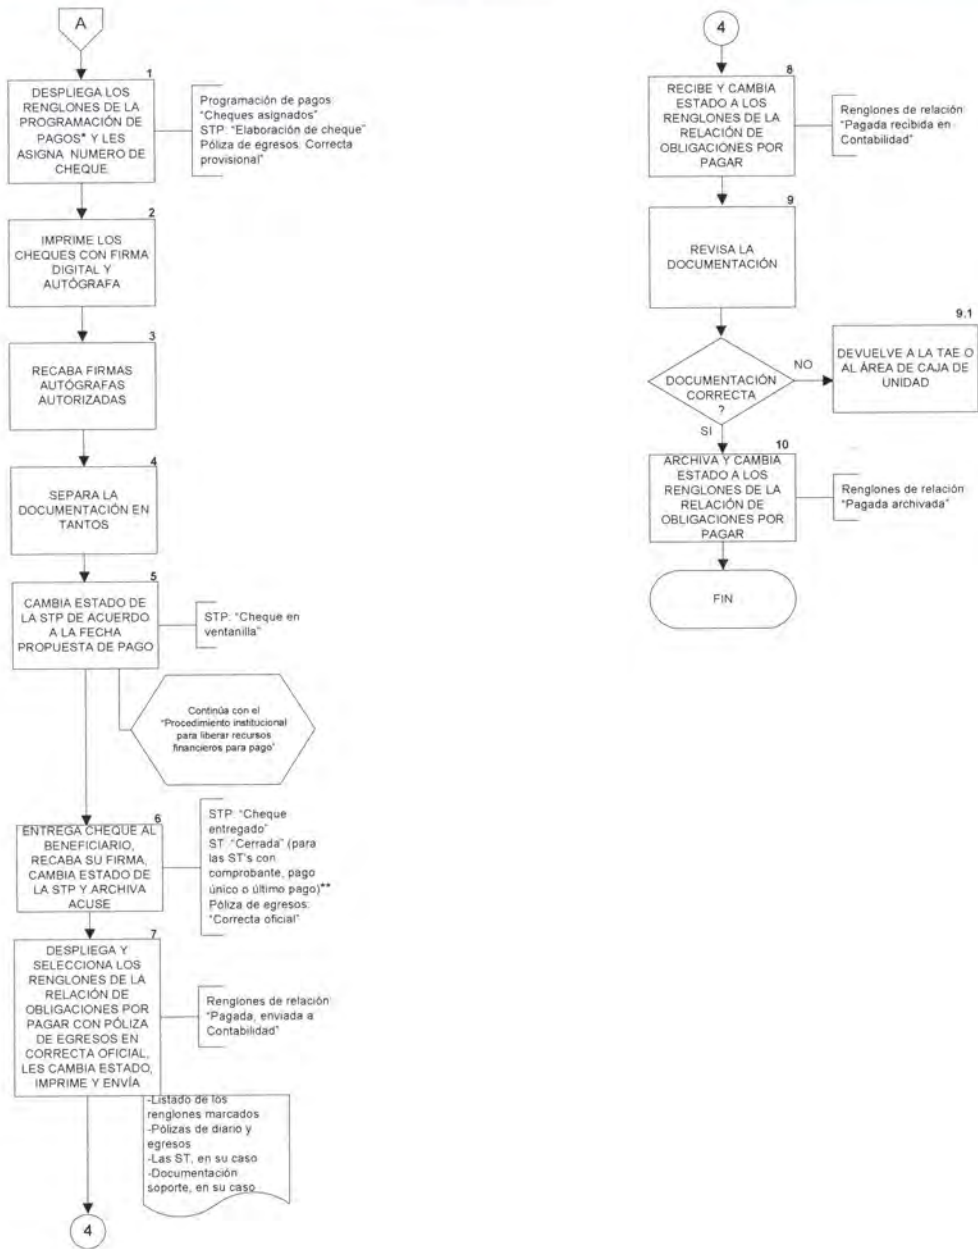 A
1
DESPLIEGA LOS
RENGLONES DE LA
PROGRAMACIÓN DE
PAGOS* Y LES
ASIGNA NUMERO DE
CHEQUE.
Programación de pagos:
"Cheques asignados"
STP: "Elaboración de cheque"
Póliza de egresos: Correcta
provisional"
2
IMPRIME LOS
CHEQUES CON FIRMA
DIGITAL Y
AUTÓGRAFA
3
RECABA FIRMAS
AUTÓGRAFAS
AUTORIZADAS
4
SEPARA LA
DOCUMENTACIÓN EN
TANTOS
5
CAMBIA ESTADO DE
LA STP DE ACUERDO
A LA FECHA
PROPUESTA DE PAGO
STP: "Cheque en
ventanilla"
Continúa con el
"Procedimiento institucional
para liberar recursos
financieros para pago"
6
ENTREGA CHEQUE AL
BENEFICIARIO,
RECABA SU FIRMA,
CAMBIA ESTADO DE
LA STP Y ARCHIVA
ACUSE
STP: "Cheque
entregado"
ST: "Cerrada" (para
las ST's con
comprobante, pago
único o último pago)**
Póliza de egresos:
"Correcta oficial"
7
DESPLIEGA Y
SELECCIONA LOS
RENGLONES DE LA
RELACIÓN DE
OBLIGACIONES POR
PAGAR CON PÓLIZA
DE EGRESOS EN
CORRECTA OFICIAL,
LES CAMBIA ESTADO,
IMPRIME Y ENVÍA
Renglones de relación:
"Pagada, enviada a
Contabilidad"
-Listado de los
renglones marcados
-Pólizas de diario y
egresos
-Las ST, en su caso
-Documentación
soporte, en su caso
4
4
8
RECIBE Y CAMBIA
ESTADO A LOS
RENGLONES DE LA
RELACIÓN DE
OBLIGACIONES POR
PAGAR
Renglones de relación:
"Pagada recibida en
Contabilidad"
9
REVISA LA
DOCUMENTACIÓN
DOCUMENTACIÓN
CORRECTA
?
NO
9.1
DEVUELVE A LA TAE O
AL ÁREA DE CAJA DE
UNIDAD
SI
10
ARCHIVA Y CAMBIA
ESTADO A LOS
RENGLONES DE LA
RELACIÓN DE
OBLIGACIONES POR
PAGAR
Renglones de relación:
"Pagada archivada"
FIN